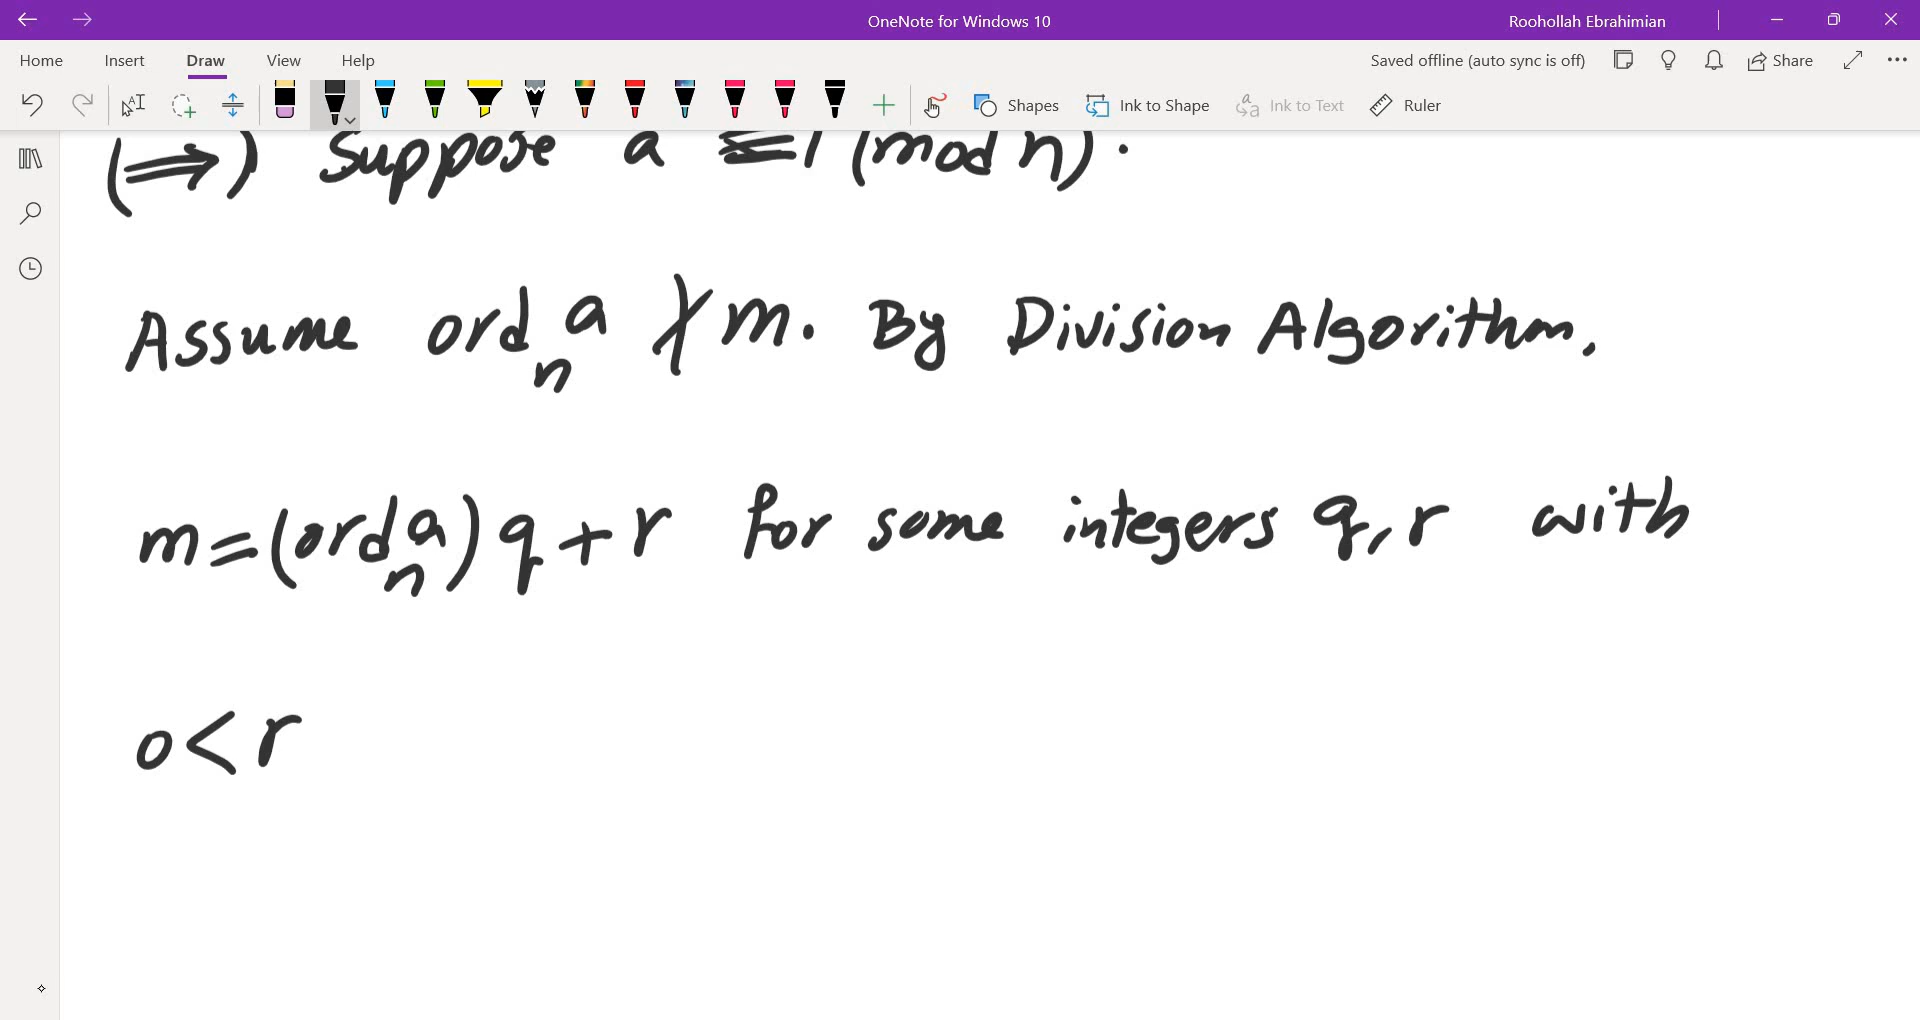 OneNote for Windows 10
Roohollah Ebrahimian
Home Insert Draw View Help
Saved offline (auto sync is off) Share
Shapes Ink to Shape Ink to Text Ruler
(⟹) Suppose a ≡ 1 (mod n).
Assume ord_n a ∤ m. By Division Algorithm,
m = (ord_n a) q + r for some integers q, r with
0 < r